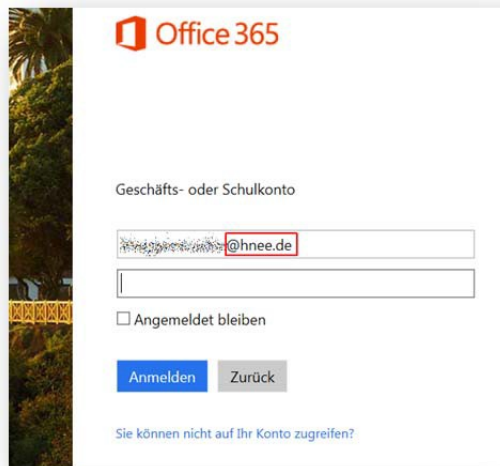 Office 365
Geschäfts- oder Schulkonto
@hnee.de
Angemeldet bleiben
Anmelden Zurück
Sie können nicht auf Ihr Konto zugreifen?